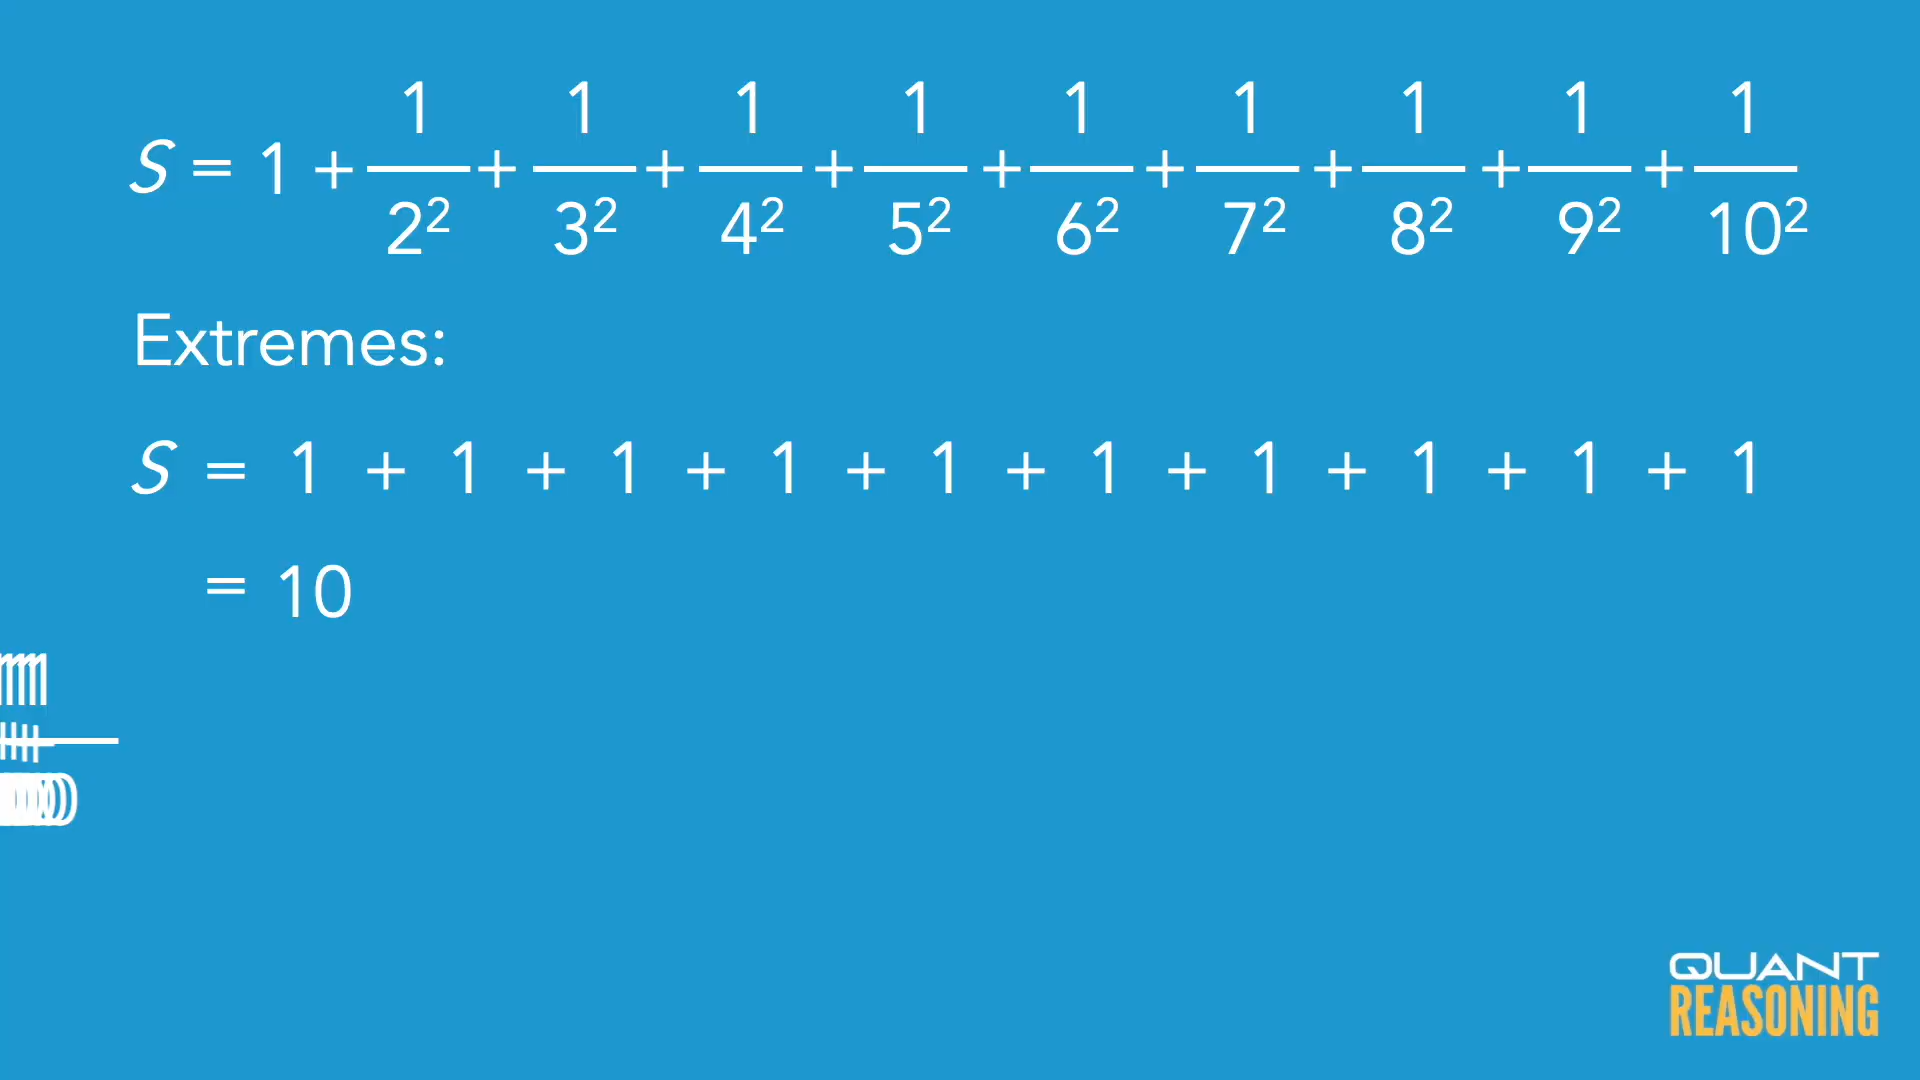 S = 1 + 1/2² + 1/3² + 1/4² + 1/5² + 1/6² + 1/7² + 1/8² + 1/9² + 1/10²
Extremes:
S = 1 + 1 + 1 + 1 + 1 + 1 + 1 + 1 + 1 + 1
= 10
QUANT
REASONING